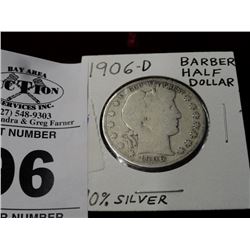 BAY AREA
CTION
SERVICES INC.
27) 548-9303
ndra & Greg Farner
T NUMBER
06
R NUMBER
1906-D
BARBER
HALF
DOLLAR
1906
0% SILVER